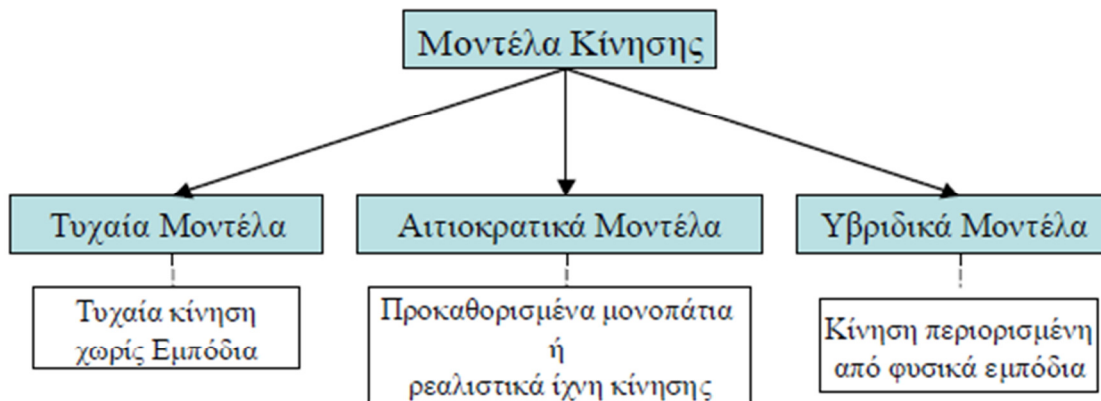 Μοντέλα Κίνησης
Τυχαία Μοντέλα
Αιτιοκρατικά Μοντέλα
Υβριδικά Μοντέλα
Τυχαία κίνηση
χωρίς Εμπόδια
Προκαθορισμένα μονοπάτια
ή
ρεαλιστικά ίχνη κίνησης
Κίνηση περιορισμένη
από φυσικά εμπόδια